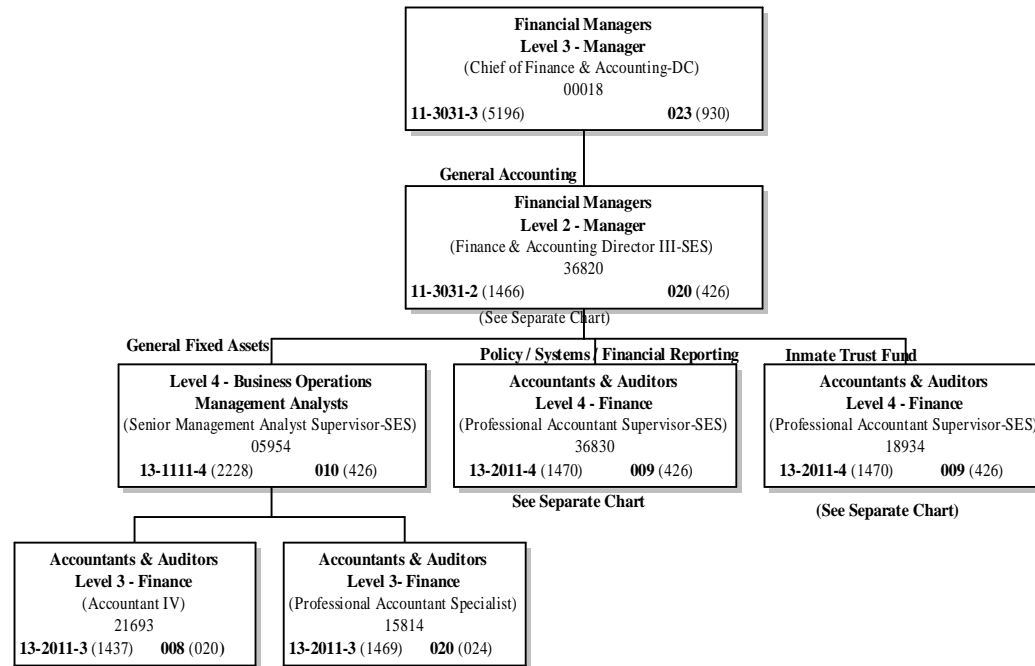 Financial Managers
Level 3 - Manager
(Chief of Finance & Accounting-DC)
00018
11-3031-3 (5196) 023 (930)
General Accounting
Financial Managers
Level 2 - Manager
(Finance & Accounting Director III-SES)
36820
11-3031-2 (1466) 020 (426)
(See Separate Chart)
General Fixed Assets
Level 4 - Business Operations
Management Analysts
(Senior Management Analyst Supervisor-SES)
05954
13-1111-4 (2228) 010 (426)
Policy / Systems / Financial Reporting
Accountants & Auditors
Level 4 - Finance
(Professional Accountant Supervisor-SES)
36830
13-2011-4 (1470) 009 (426)
See Separate Chart
Inmate Trust Fund
Accountants & Auditors
Level 4 - Finance
(Professional Accountant Supervisor-SES)
18934
13-2011-4 (1470) 009 (426)
(See Separate Chart)
Accountants & Auditors
Level 3 - Finance
(Accountant IV)
21693
13-2011-3 (1437) 008 (020)
Accountants & Auditors
Level 3- Finance
(Professional Accountant Specialist)
15814
13-2011-3 (1469) 020 (024)